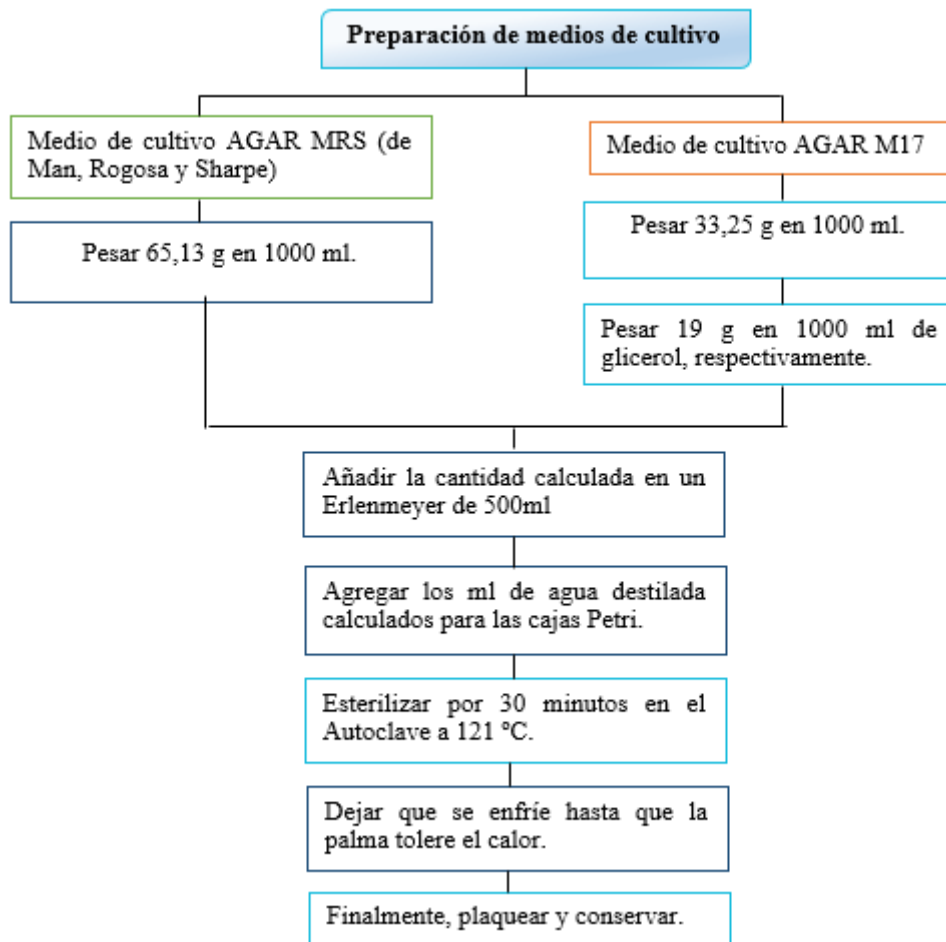 Preparación de medios de cultivo
Medio de cultivo AGAR MRS (de
Man, Rogosa y Sharpe)
Pesar 65,13 g en 1000 ml.
Medio de cultivo AGAR M17
Pesar 33,25 g en 1000 ml.
Pesar 19 g en 1000 ml de
glicerol, respectivamente.
Añadir la cantidad calculada en un
Erlenmeyer de 500ml
Agregar los ml de agua destilada
calculados para las cajas Petri.
Esterilizar por 30 minutos en el
Autoclave a 121 °C.
Dejar que se enfríe hasta que la
palma tolere el calor.
Finalmente, plaquear y conservar.